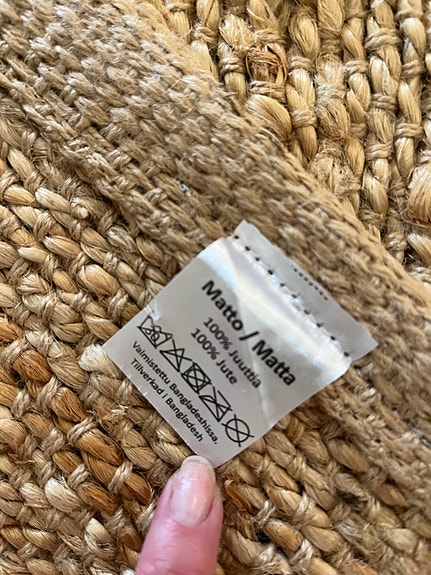 Matto / Matta
100% Juuttia
100% Jute
Valmistettu Bangladeshissa.
Tillverkad i Bangladesh